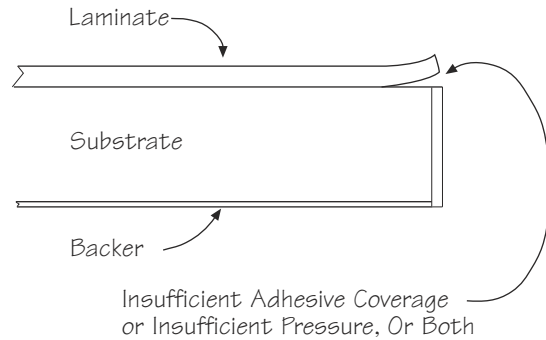 Laminate
Substrate
Backer
Insufficient Adhesive Coverage
or Insufficient Pressure, Or Both